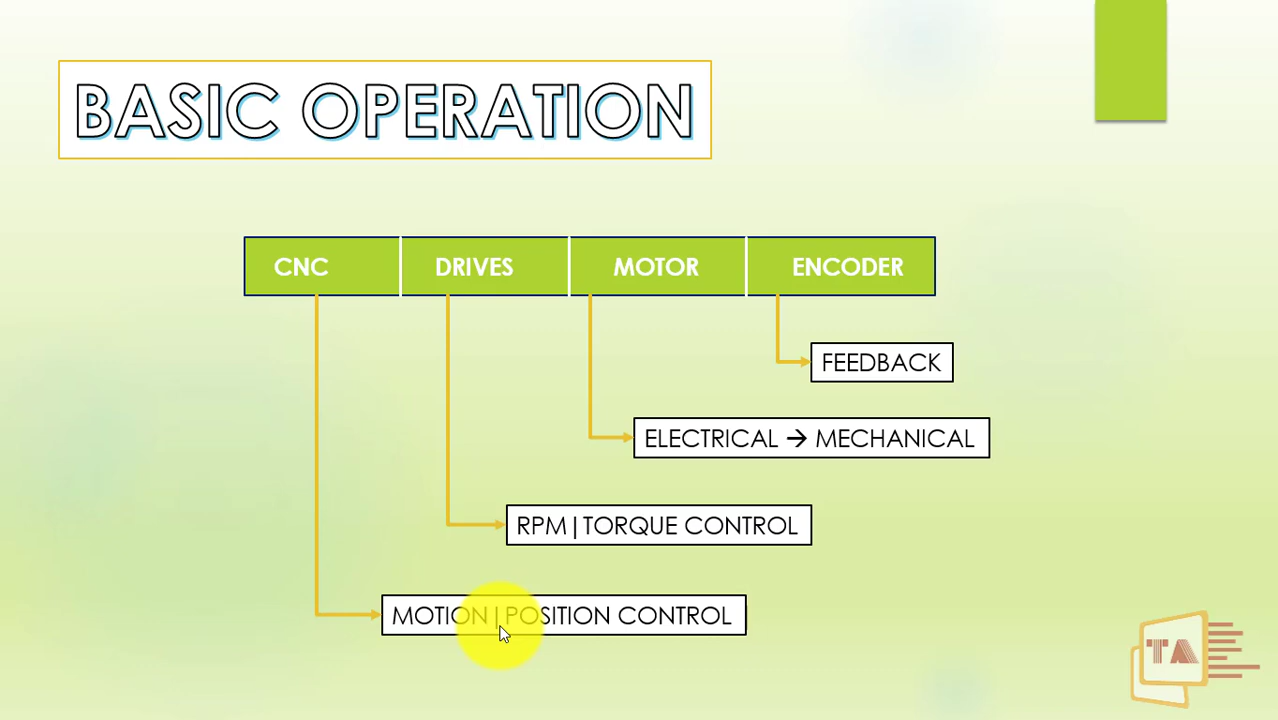 BASIC OPERATION
CNC DRIVES MOTOR ENCODER
FEEDBACK
ELECTRICAL → MECHANICAL
RPM|TORQUE CONTROL
MOTION|POSITION CONTROL
TA